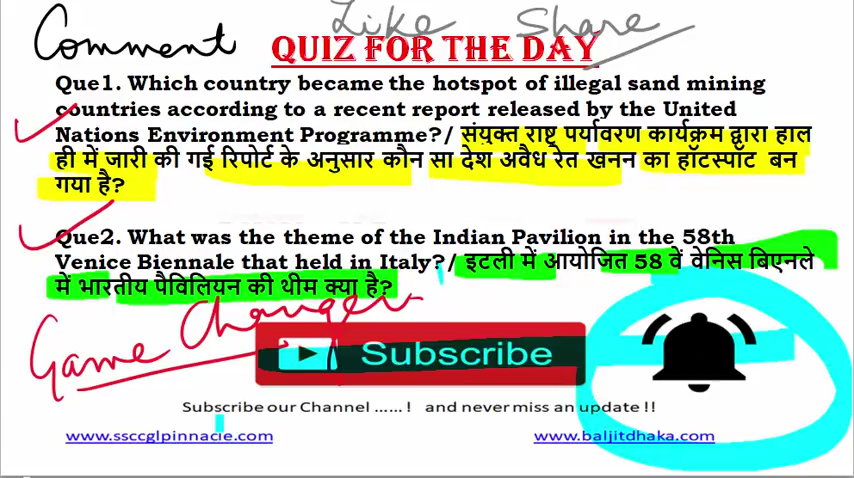 Comment Like Share
QUIZ FOR THE DAY
Que1. Which country became the hotspot of illegal sand mining
countries according to a recent report released by the United
Nations Environment Programme?/ संयुक्त राष्ट्र पर्यावरण कार्यक्रम द्वारा हाल
ही में जारी की गई रिपोर्ट के अनुसार कौन सा देश अवैध रेत खनन का हॉटस्पॉट बन
गया है?
Que2. What was the theme of the Indian Pavilion in the 58th
Venice Biennale that held in Italy?/ इटली में आयोजित 58 वें वेनिस बिएनले
में भारतीय पैविलियन की थीम क्या है?
Game Changer
Subscribe
Subscribe our Channel ...... ! and never miss an update !!
www.ssccglpinnacie.com www.baljitdhaka.com